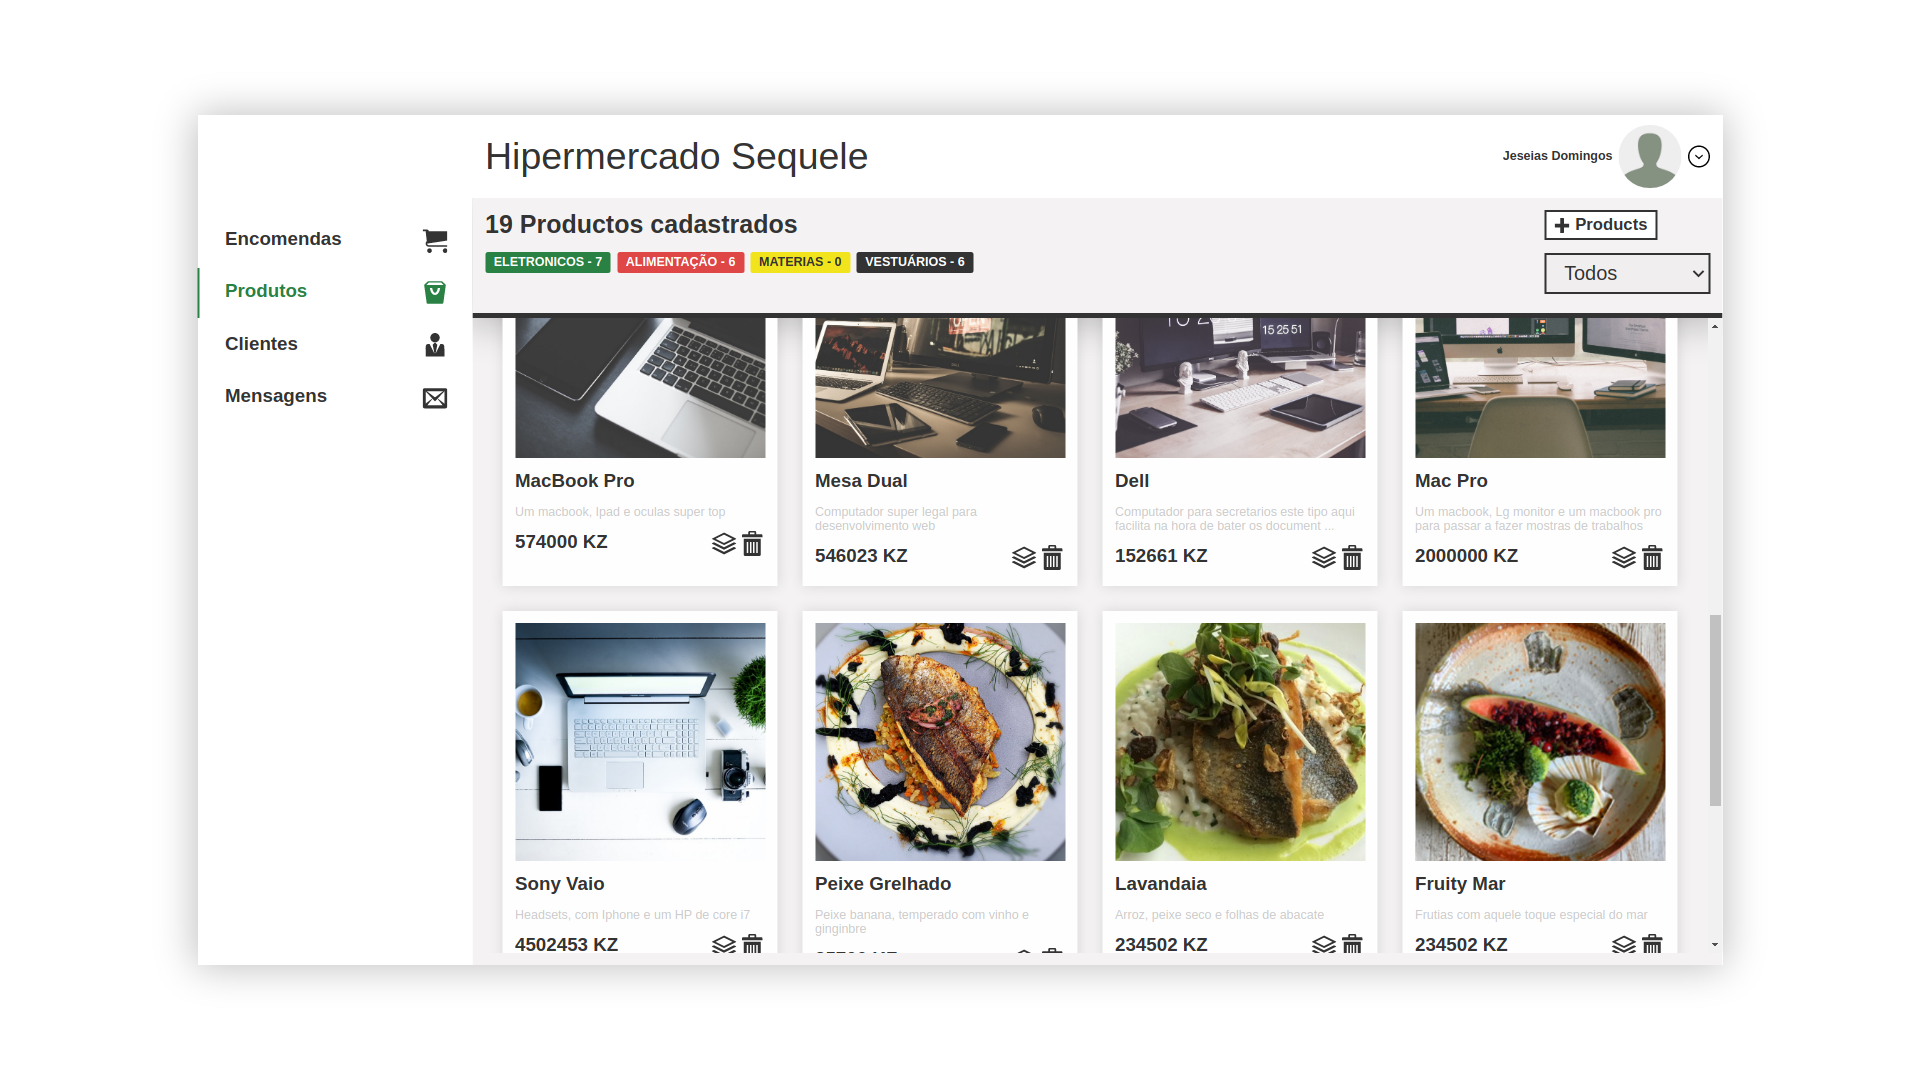 Hipermercado Sequele
Jeseias Domingos
Encomendas
Produtos
Clientes
Mensagens
19 Productos cadastrados
ELETRONICOS - 7 ALIMENTAÇÃO - 6 MATERIAS - 0 VESTUÁRIOS - 6
Products
Todos
15 25 51
MacBook Pro
Um macbook, Ipad e oculas super top
574000 KZ
Mesa Dual
Computador super legal para
desenvolvimento web
546023 KZ
Dell
Computador para secretarios este tipo aqui
facilita na hora de bater os document ...
152661 KZ
Mac Pro
Um macbook, Lg monitor e um macbook pro
para passar a fazer mostras de trabalhos
2000000 KZ
Sony Vaio
Headsets, com Iphone e um HP de core i7
4502453 KZ
Peixe Grelhado
Peixe banana, temperado com vinho e
ginginbre
Lavandaia
Arroz, peixe seco e folhas de abacate
234502 KZ
Fruity Mar
Frutias com aquele toque especial do mar
234502 KZ